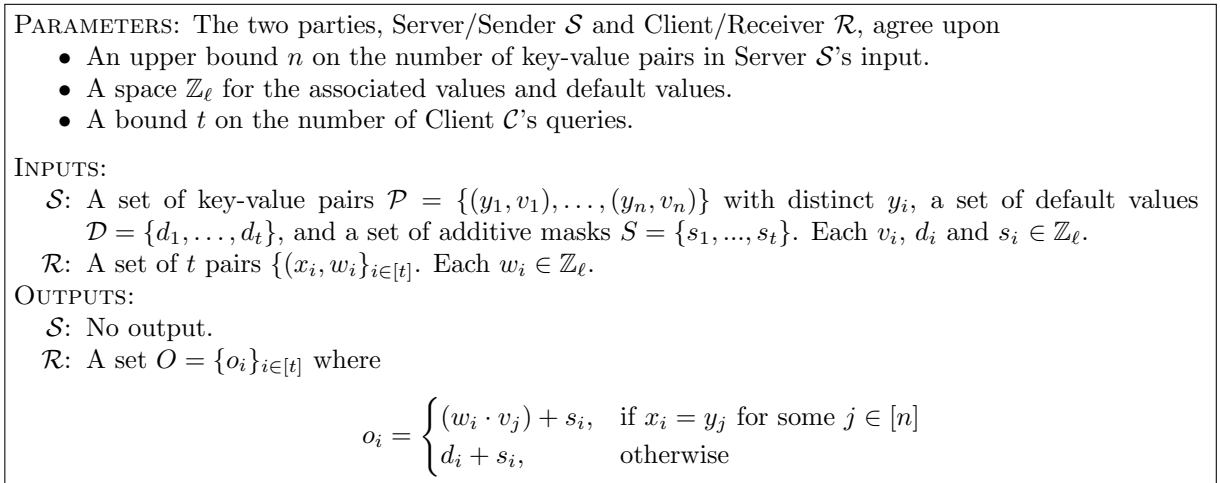 PARAMETERS: The two parties, Server/Sender 𝒮 and Client/Receiver ℛ, agree upon
• An upper bound n on the number of key-value pairs in Server 𝒮's input.
• A space ℤ_ℓ for the associated values and default values.
• A bound t on the number of Client 𝒞's queries.
INPUTS:
𝒮: A set of key-value pairs 𝒫 = {(y_1, v_1), . . . , (y_n, v_n)} with distinct y_i, a set of default values
𝒟 = {d_1, . . . , d_t}, and a set of additive masks S = {s_1, ..., s_t}. Each v_i, d_i and s_i ∈ ℤ_ℓ.
ℛ: A set of t pairs {(x_i, w_i}_{i∈[t]}. Each w_i ∈ ℤ_ℓ.
OUTPUTS:
𝒮: No output.
ℛ: A set O = {o_i}_{i∈[t]} where
o_i = { (w_i · v_j) + s_i, if x_i = y_j for some j ∈ [n]
d_i + s_i, otherwise